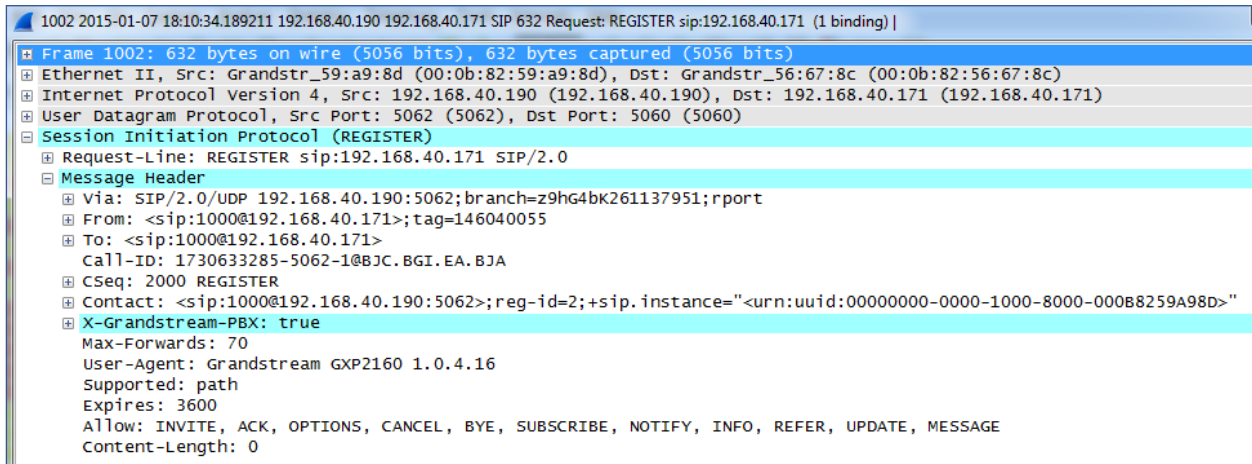 1002 2015-01-07 18:10:34.189211 192.168.40.190 192.168.40.171 SIP 632 Request: REGISTER sip:192.168.40.171  (1 binding) |
Frame 1002: 632 bytes on wire (5056 bits), 632 bytes captured (5056 bits)
Ethernet II, Src: Grandstr_59:a9:8d (00:0b:82:59:a9:8d), Dst: Grandstr_56:67:8c (00:0b:82:56:67:8c)
Internet Protocol Version 4, Src: 192.168.40.190 (192.168.40.190), Dst: 192.168.40.171 (192.168.40.171)
User Datagram Protocol, Src Port: 5062 (5062), Dst Port: 5060 (5060)
Session Initiation Protocol (REGISTER)
Request-Line: REGISTER sip:192.168.40.171 SIP/2.0
Message Header
Via: SIP/2.0/UDP 192.168.40.190:5062;branch=z9hG4bK261137951;rport
From: <sip:1000@192.168.40.171>;tag=146040055
To: <sip:1000@192.168.40.171>
Call-ID: 1730633285-5062-1@BJC.BGI.EA.BJA
CSeq: 2000 REGISTER
Contact: <sip:1000@192.168.40.190:5062>;reg-id=2;+sip.instance="<urn:uuid:00000000-0000-1000-8000-000B8259A98D>"
X-Grandstream-PBX: true
Max-Forwards: 70
User-Agent: Grandstream GXP2160 1.0.4.16
Supported: path
Expires: 3600
Allow: INVITE, ACK, OPTIONS, CANCEL, BYE, SUBSCRIBE, NOTIFY, INFO, REFER, UPDATE, MESSAGE
Content-Length: 0